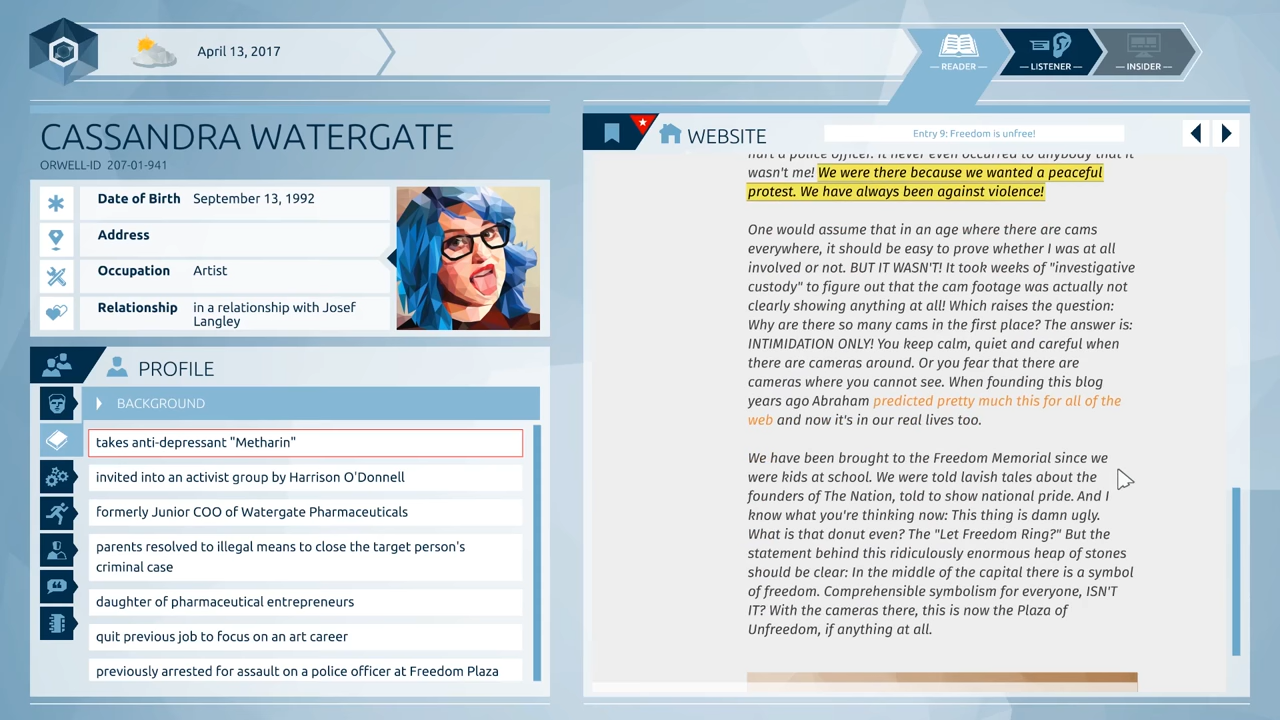 April 13, 2017
— READER —
— LISTENER —
— INSIDER —
CASSANDRA WATERGATE
ORWELL-ID 207-01-941
Date of Birth September 13, 1992
Address
Occupation Artist
Relationship in a relationship with Josef
Langley
PROFILE
BACKGROUND
takes anti-depressant "Metharin"
invited into an activist group by Harrison O'Donnell
formerly Junior COO of Watergate Pharmaceuticals
parents resolved to illegal means to close the target person's
criminal case
daughter of pharmaceutical entrepreneurs
quit previous job to focus on an art career
previously arrested for assault on a police officer at Freedom Plaza
WEBSITE
Entry 9: Freedom is unfree!
hurt a police officer. It never even occurred to anybody that it
wasn't me! We were there because we wanted a peaceful
protest. We have always been against violence!
One would assume that in an age where there are cams
everywhere, it should be easy to prove whether I was at all
involved or not. BUT IT WASN'T! It took weeks of "investigative
custody" to figure out that the cam footage was actually not
clearly showing anything at all! Which raises the question:
Why are there so many cams in the first place? The answer is:
INTIMIDATION ONLY! You keep calm, quiet and careful when
there are cameras around. Or you fear that there are
cameras where you cannot see. When founding this blog
years ago Abraham predicted pretty much this for all of the
web and now it's in our real lives too.
We have been brought to the Freedom Memorial since we
were kids at school. We were told lavish tales about the
founders of The Nation, told to show national pride. And I
know what you're thinking now: This thing is damn ugly.
What is that donut even? The "Let Freedom Ring?" But the
statement behind this ridiculously enormous heap of stones
should be clear: In the middle of the capital there is a symbol
of freedom. Comprehensible symbolism for everyone, ISN'T
IT? With the cameras there, this is now the Plaza of
Unfreedom, if anything at all.